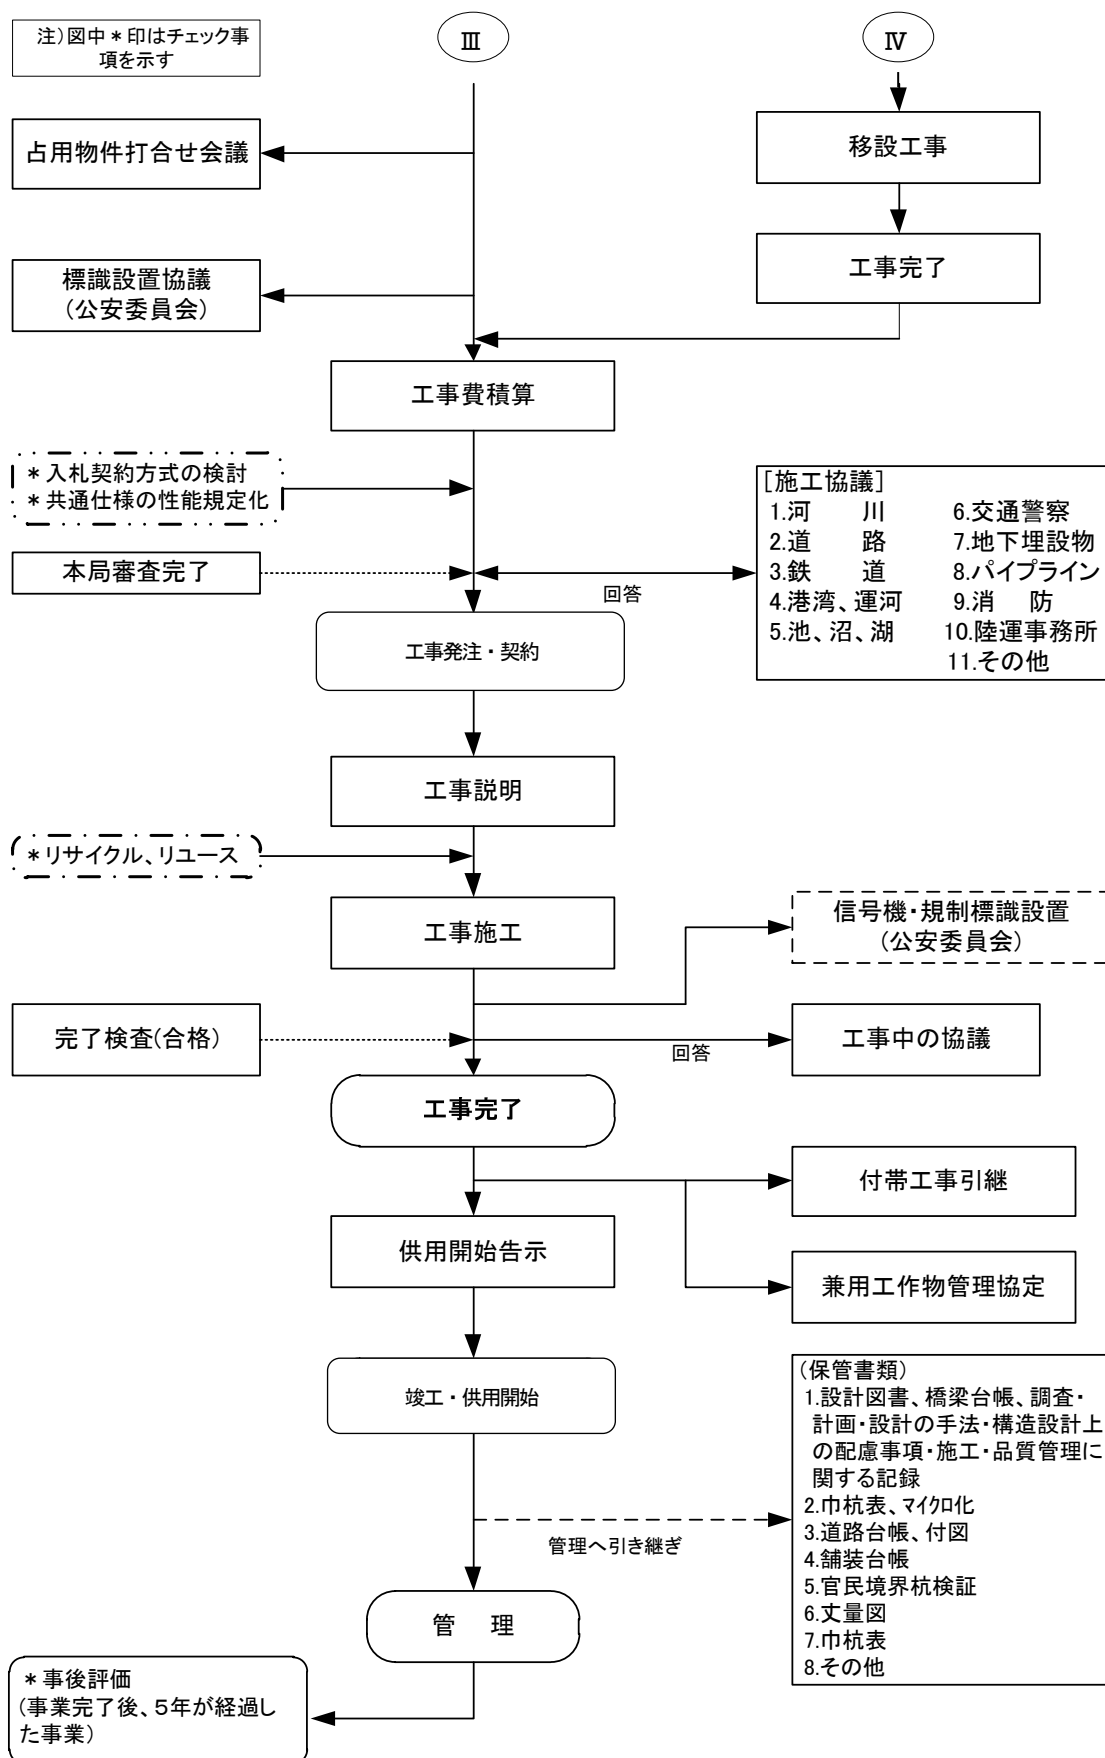 注)図中＊印はチェック事
項を示す
Ⅲ
Ⅳ
占用物件打合せ会議
移設工事
標識設置協議
(公安委員会)
工事完了
工事費積算
＊入札契約方式の検討
＊共通仕様の性能規定化
本局審査完了
回答
[施工協議]
1.河　川
2.道　路
3.鉄　道
4.港湾、運河
5.池、沼、湖
6.交通警察
7.地下埋設物
8.パイプライン
9.消　防
10.陸運事務所
11.その他
工事発注・契約
工事説明
＊リサイクル、リユース
工事施工
信号機・規制標識設置
(公安委員会)
完了検査(合格)
回答
工事中の協議
工事完了
付帯工事引継
供用開始告示
兼用工作物管理協定
竣工・供用開始
(保管書類)
1.設計図書、橋梁台帳、調査・
計画・設計の手法・構造設計上
の配慮事項・施工・品質管理に
関する記録
2.巾杭表、マイクロ化
3.道路台帳、付図
4.舗装台帳
5.官民境界杭検証
6.丈量図
7.巾杭表
8.その他
管理へ引き継ぎ
管　理
＊事後評価
(事業完了後、５年が経過し
た事業)